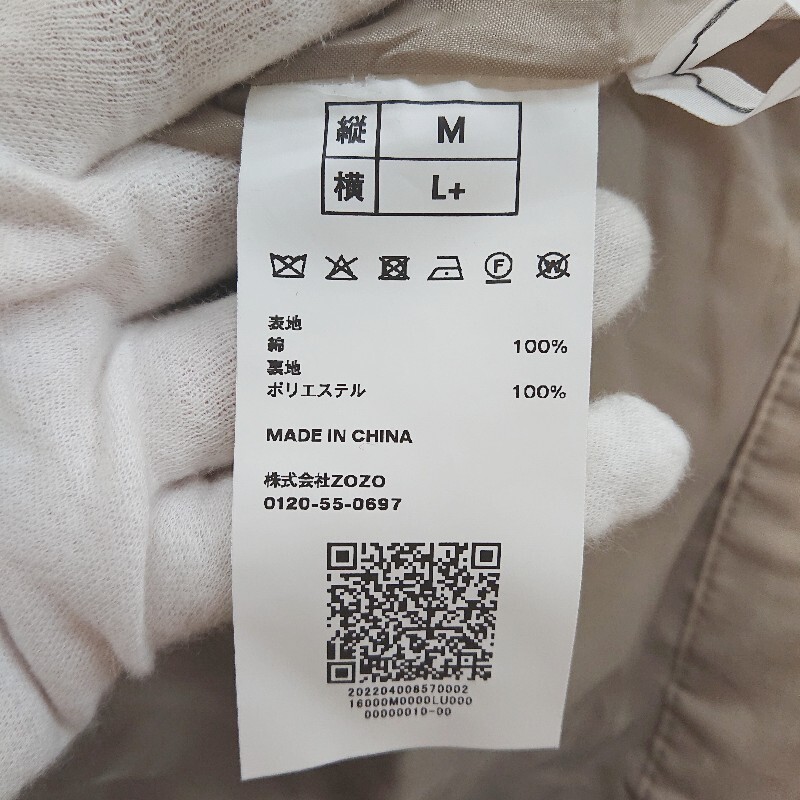 縦 M
横 L+
F W
表地
綿 100%
裏地
ポリエステル 100%
MADE IN CHINA
株式会社ZOZO
0120-55-0697
202204008570002
16000M0000LU000
00000010-00